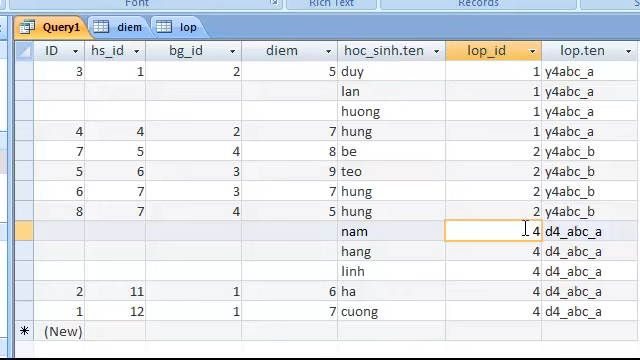 Font Rich Text Records
Query1 diem lop
ID hs_id bg_id diem hoc_sinh.ten lop_id lop.ten
3 1 2 5 duy 1 y4abc_a
lan 1 y4abc_a
huong 1 y4abc_a
4 4 2 7 hung 1 y4abc_a
7 5 4 8 be 2 y4abc_b
5 6 3 9 teo 2 y4abc_b
6 7 3 7 hung 2 y4abc_b
8 7 4 5 hung 2 y4abc_b
nam 4 d4_abc_a
hang 4 d4_abc_a
linh 4 d4_abc_a
2 11 1 6 ha 4 d4_abc_a
1 12 1 7 cuong 4 d4_abc_a
* (New)